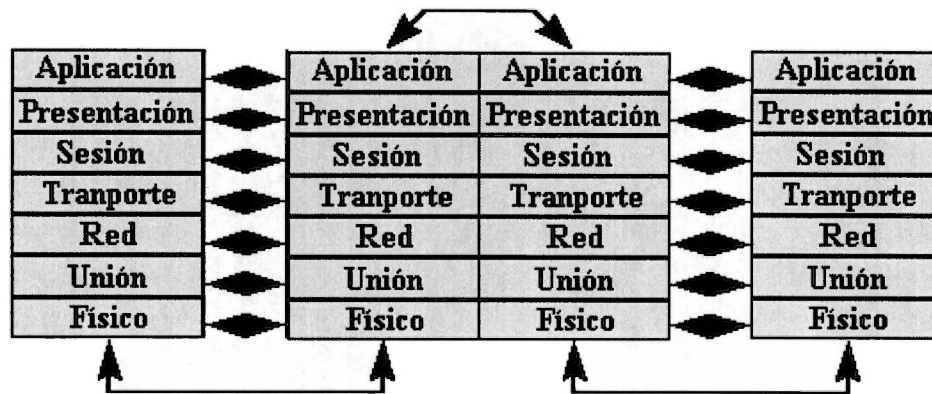 Aplicación Aplicación Aplicación Aplicación
Presentación Presentación Presentación Presentación
Sesión Sesión Sesión Sesión
Tranporte Tranporte Tranporte Tranporte
Red Red Red Red
Unión Unión Unión Unión
Físico Físico Físico Físico